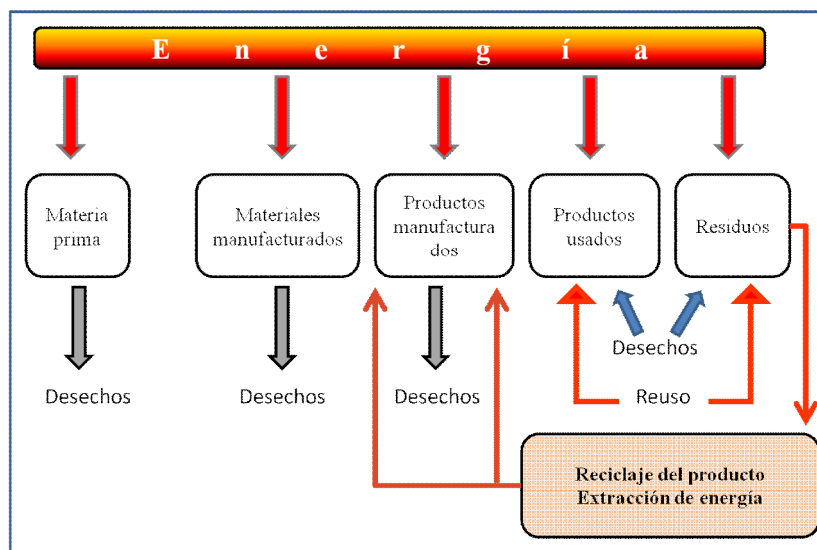 E n e r g í a
Materia
prima
Materiales
manufacturados
Productos
manufactura
dos
Productos
usados
Residuos
Desechos
Desechos
Desechos
Desechos
Reuso
Reciclaje del producto
Extracción de energía